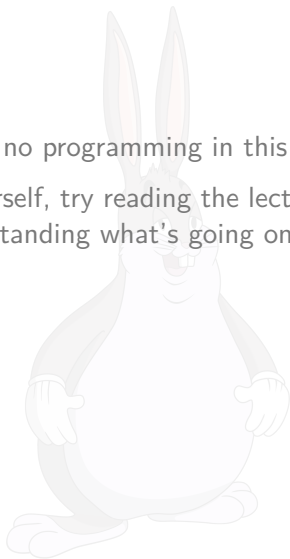 no programming in this
rself, try reading the lect
tanding what's going on